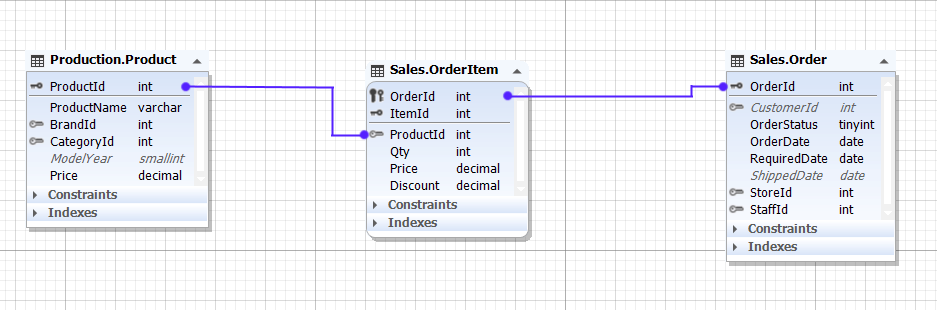 Production.Product
ProductId int
ProductName varchar
BrandId int
CategoryId int
ModelYear smallint
Price decimal
Constraints
Indexes
Sales.OrderItem
OrderId int
ItemId int
ProductId int
Qty int
Price decimal
Discount decimal
Constraints
Indexes
Sales.Order
OrderId int
CustomerId int
OrderStatus tinyint
OrderDate date
RequiredDate date
ShippedDate date
StoreId int
StaffId int
Constraints
Indexes